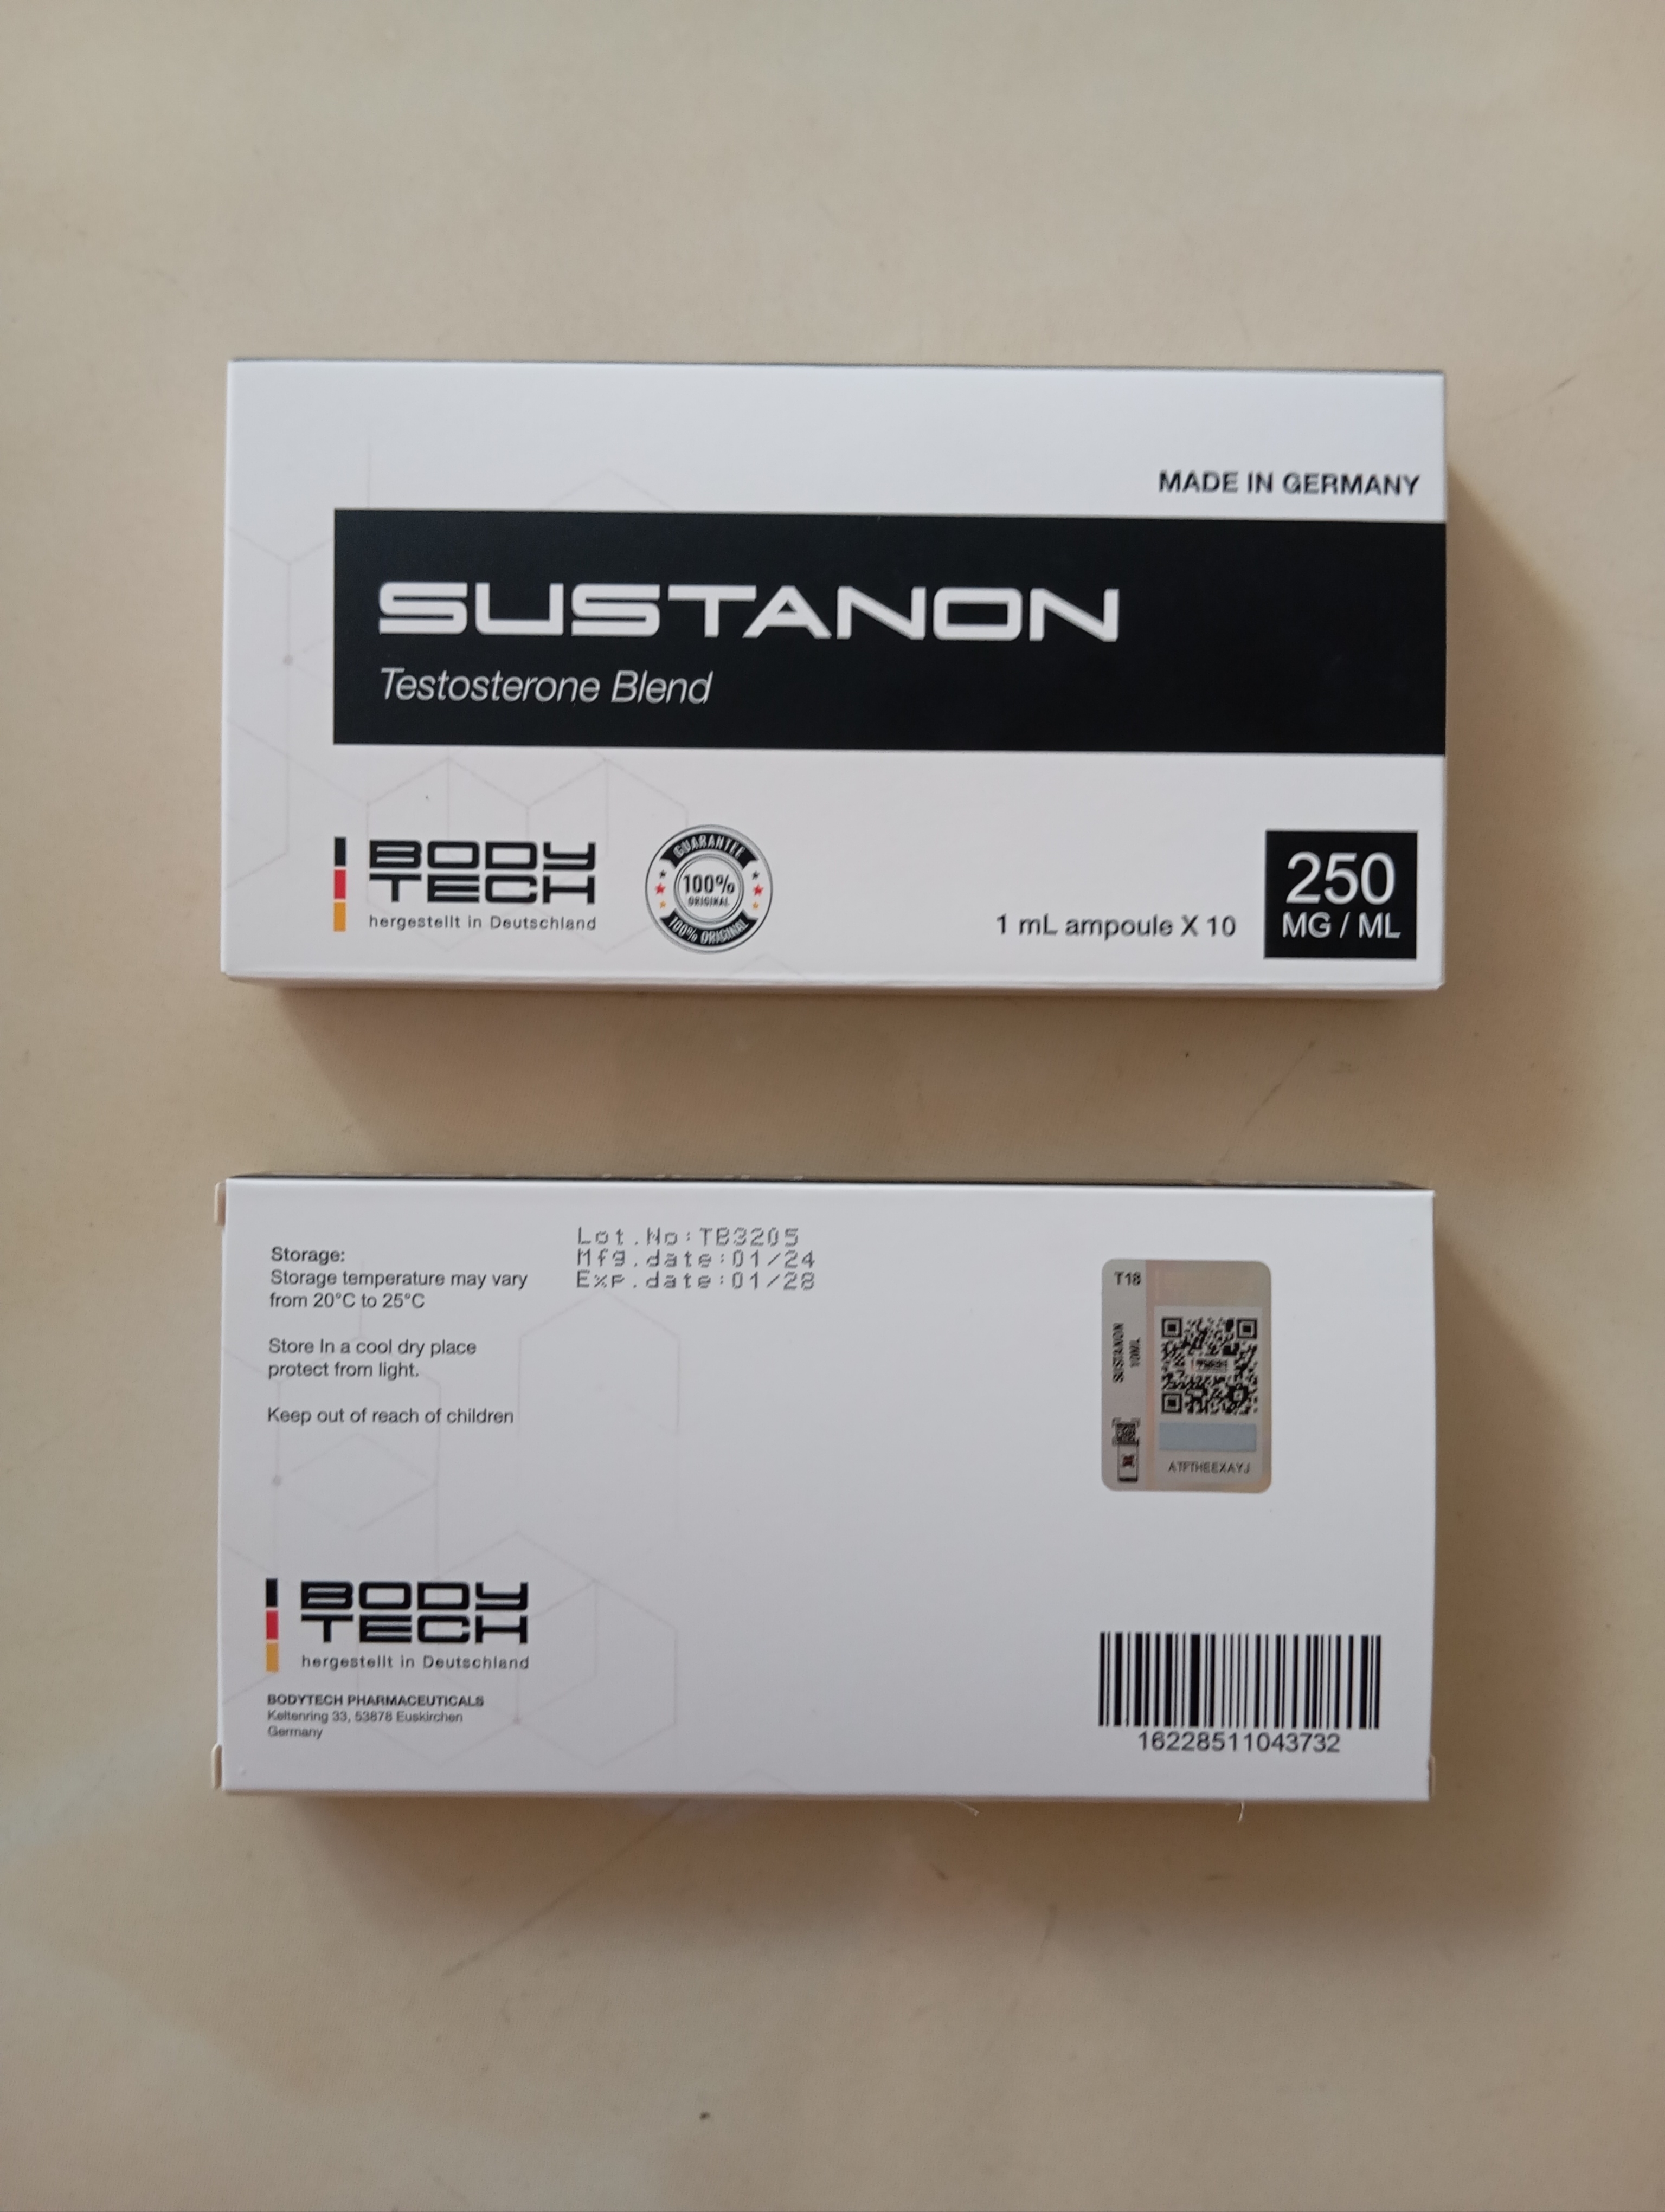 MADE IN GERMANY
SUSTANON
Testosterone Blend
BODY
TECH
hergestellt in Deutschland
GUARANTEE
100%
ORIGINAL
100% ORIGINAL
1 mL ampoule X 10
250
MG / ML
Storage:
Storage temperature may vary
from 20°C to 25°C
Store In a cool dry place
protect from light.
Keep out of reach of children
Lot.No:TB3205
Mfg.date:01/24
Exp.date:01/28
T18
SUSTANON
10ML
ATPTHEEXAYJ
BODY
TECH
hergestellt in Deutschland
BODYTECH PHARMACEUTICALS
Keltenring 33, 53878 Euskirchen
Germany
16228511043732